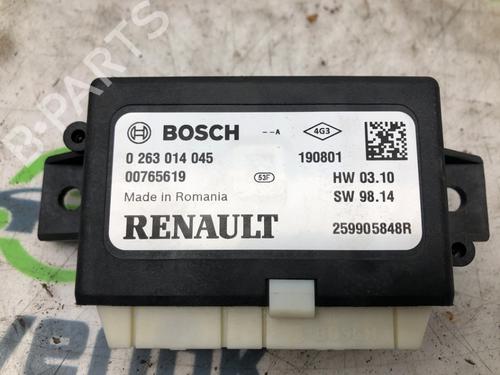 BOSCH
--A
4G3
0 263 014 045
190801
00765619
53F
HW 03.10
Made in Romania
SW 98.14
RENAULT
259905848R
B-PARTS
BOSCH